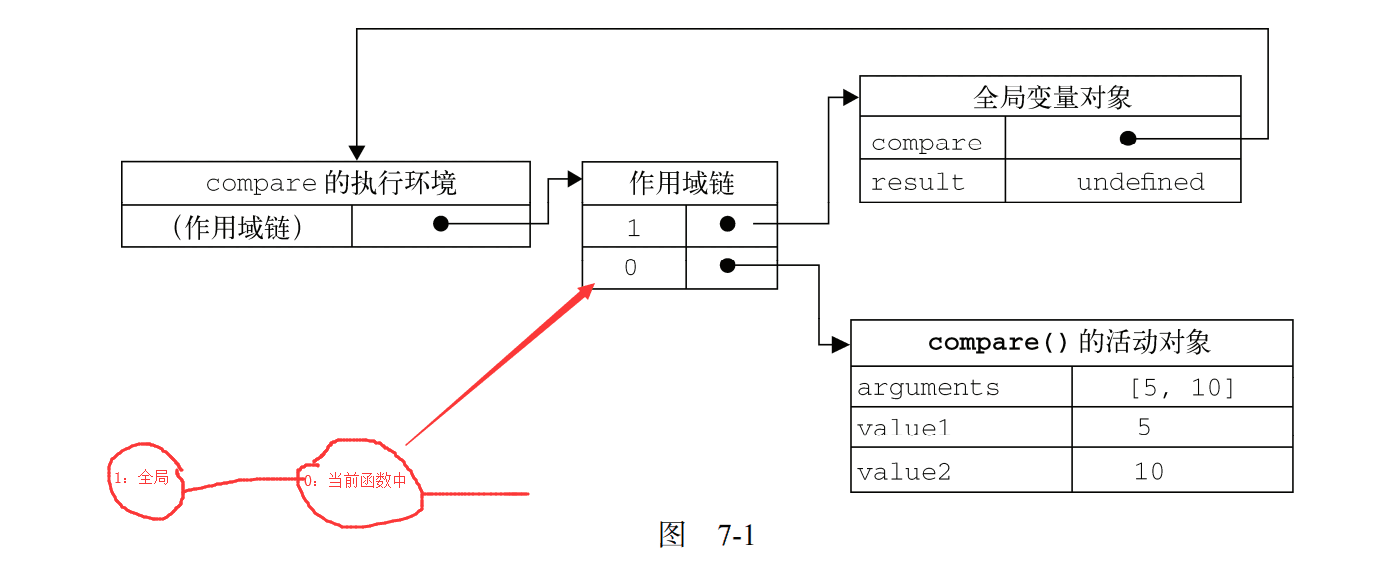 全局变量对象
compare
result undefined
compare 的执行环境
(作用域链)
作用域链
1
0
compare() 的活动对象
arguments [5, 10]
value1 5
value2 10
1: 全局
0: 当前函数中
图 7-1